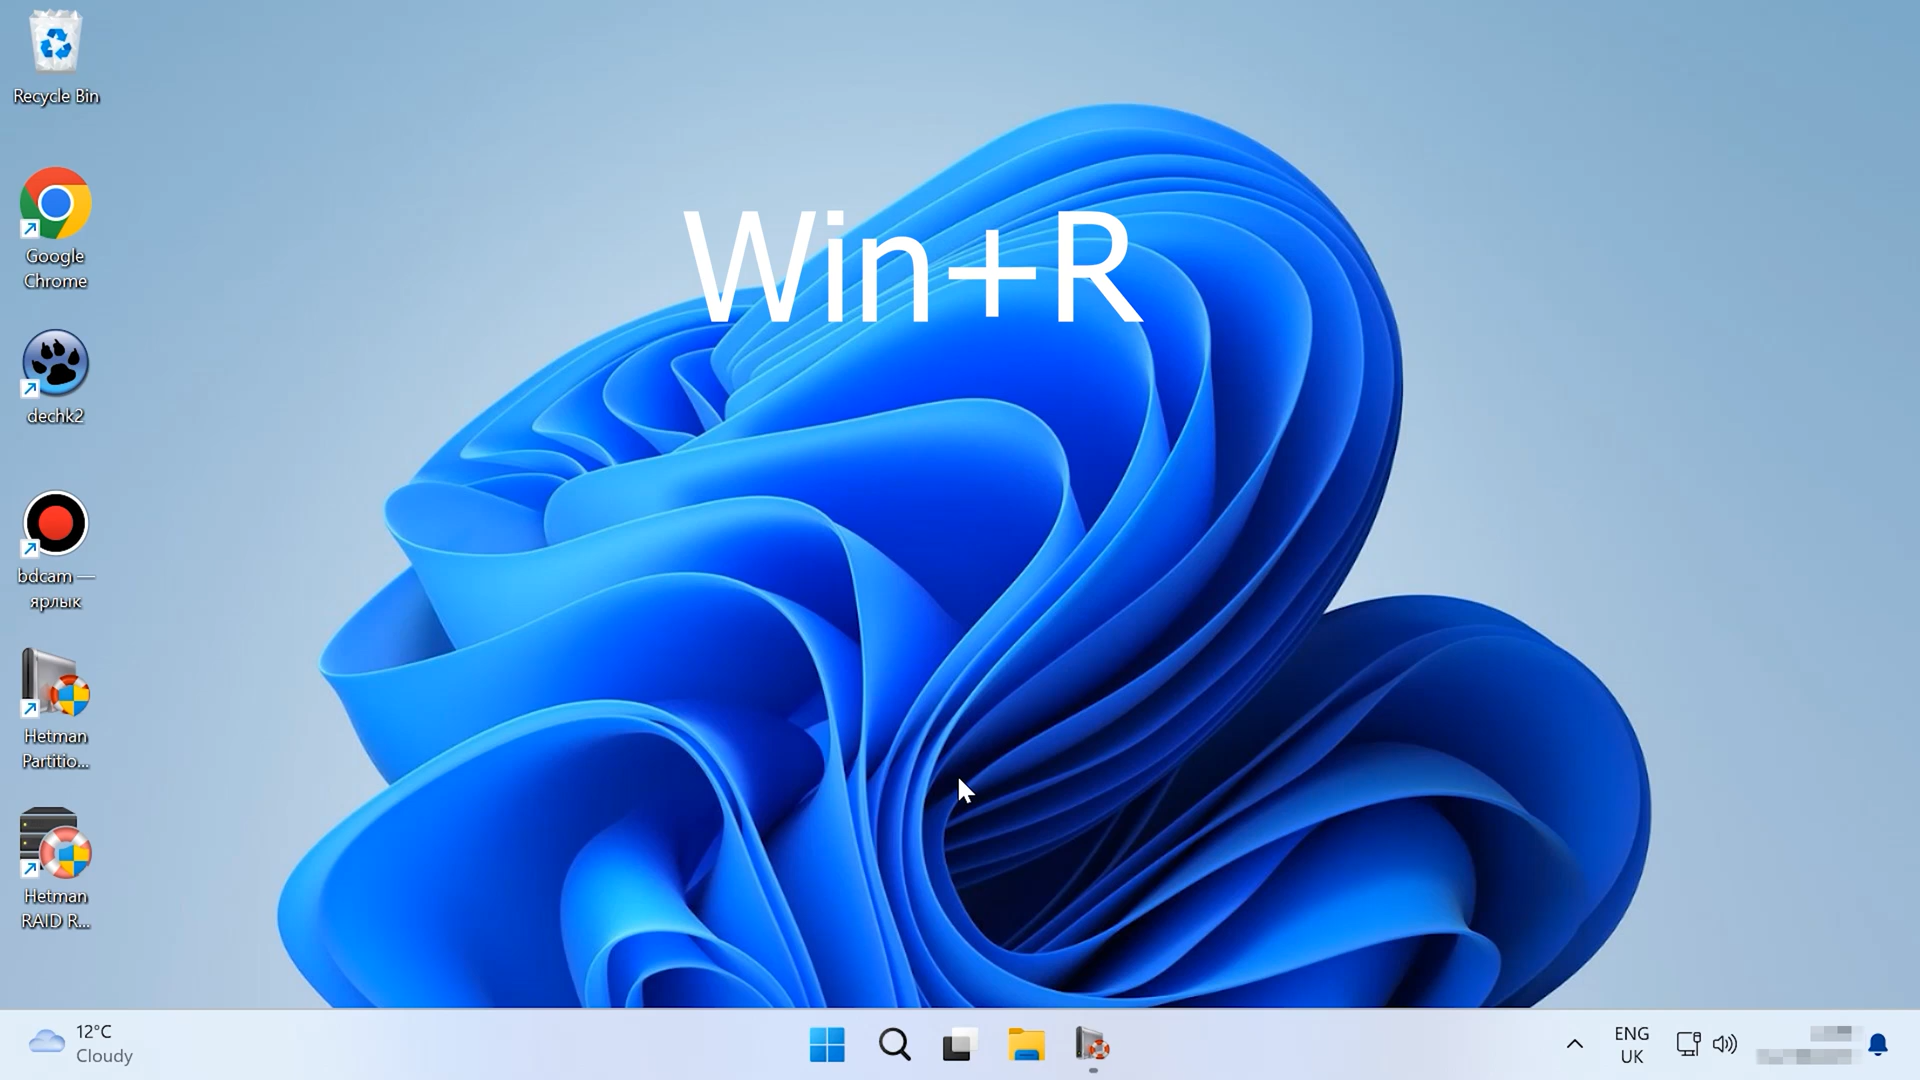 Recycle Bin
Win+R
Google
Chrome
dechk2
bdcam —
ярлык
Hetman
Partitio...
Hetman
RAID R...
12°C
Cloudy
ENG
UK